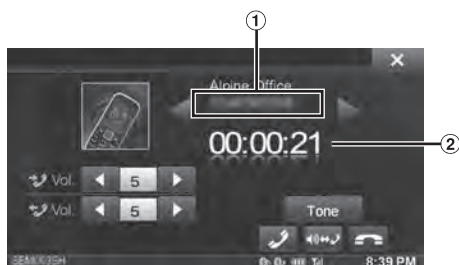 ①
×
Alpine Office
00:00:21
②
Vol. 5
Vol. 5
Tone
8:39 PM